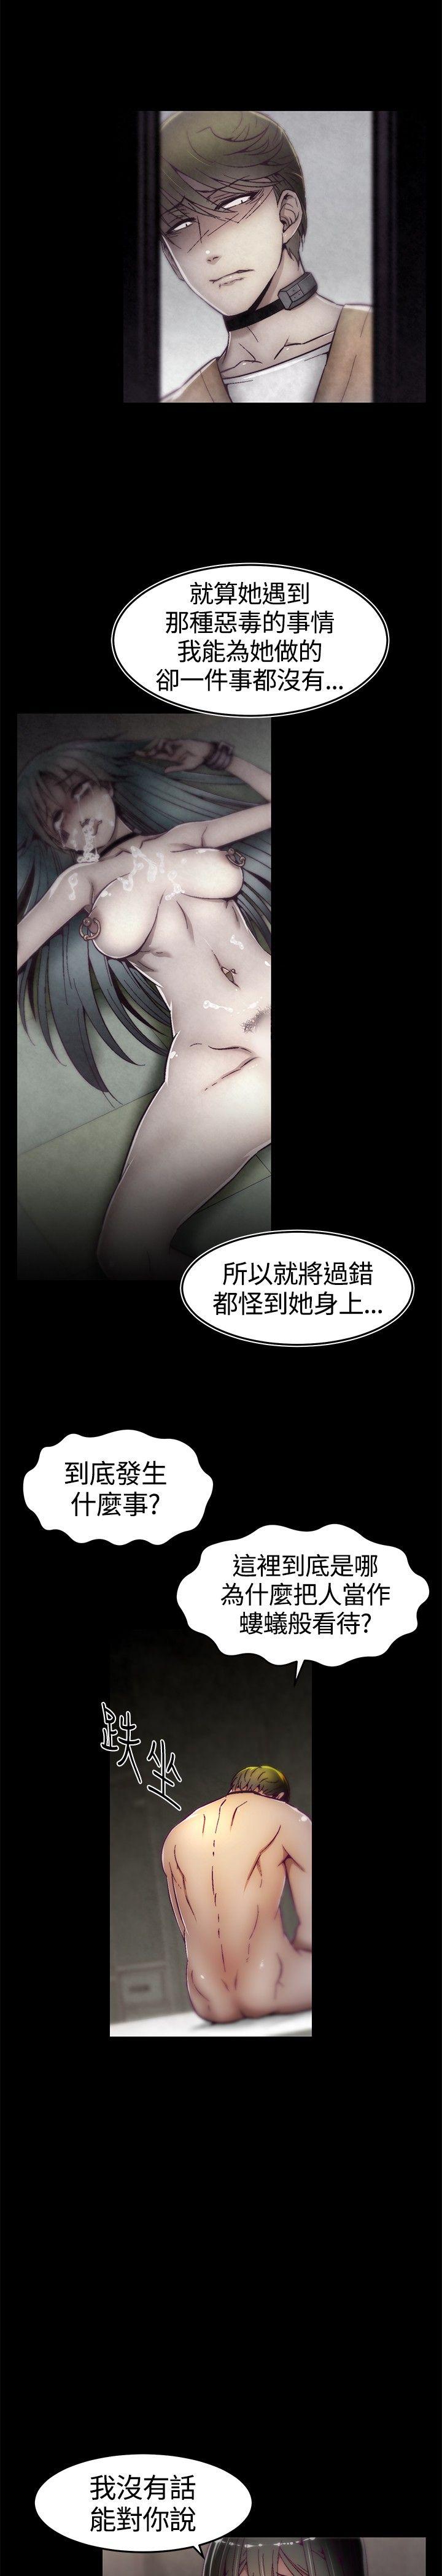 就算她遇到
那種惡毒的事情
我能為她做的
卻一件事都沒有...
所以就將過錯
都怪到她身上...
到底發生
什麼事?
這裡到底是哪
為什麼把人當作
螻蟻般看待?
跌坐
我沒有話
能對你說